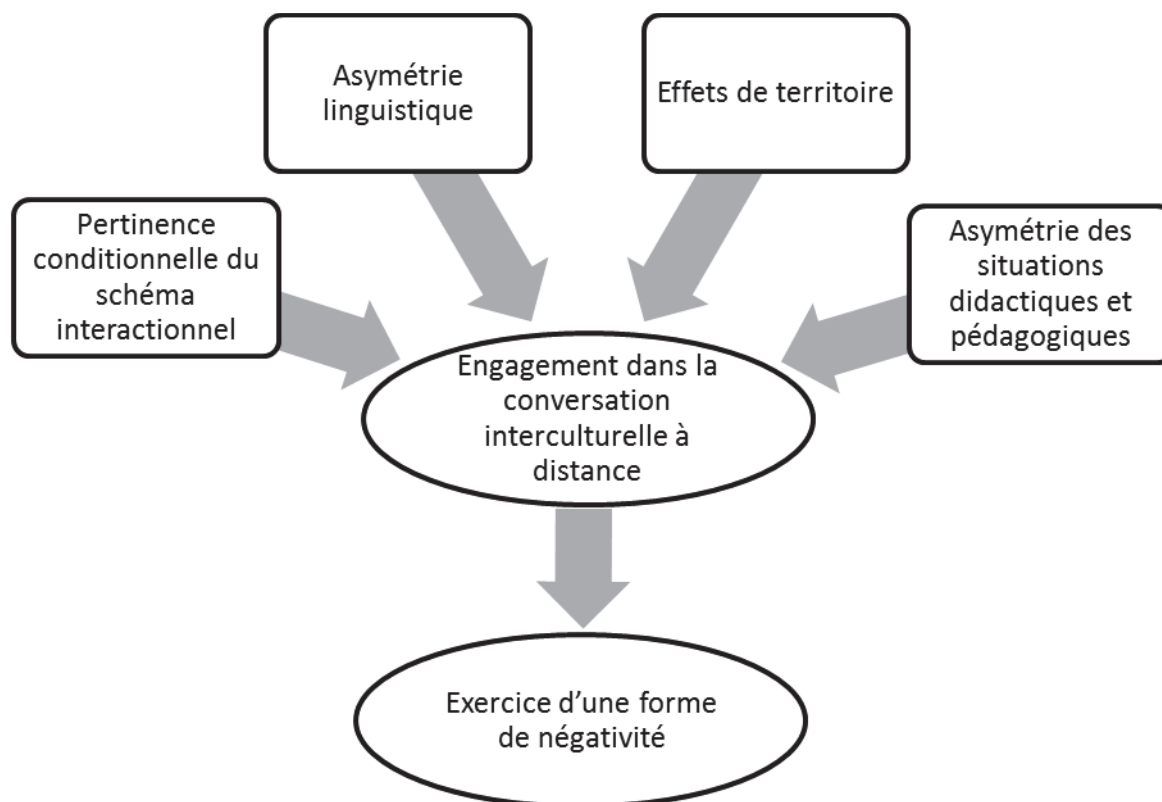 Asymétrie
linguistique
Effets de territoire
Pertinence
conditionnelle du
schéma
interactionnel
Asymétrie des
situations
didactiques et
pédagogiques
Engagement dans la
conversation
interculturelle à
distance
Exercice d’une forme
de négativité